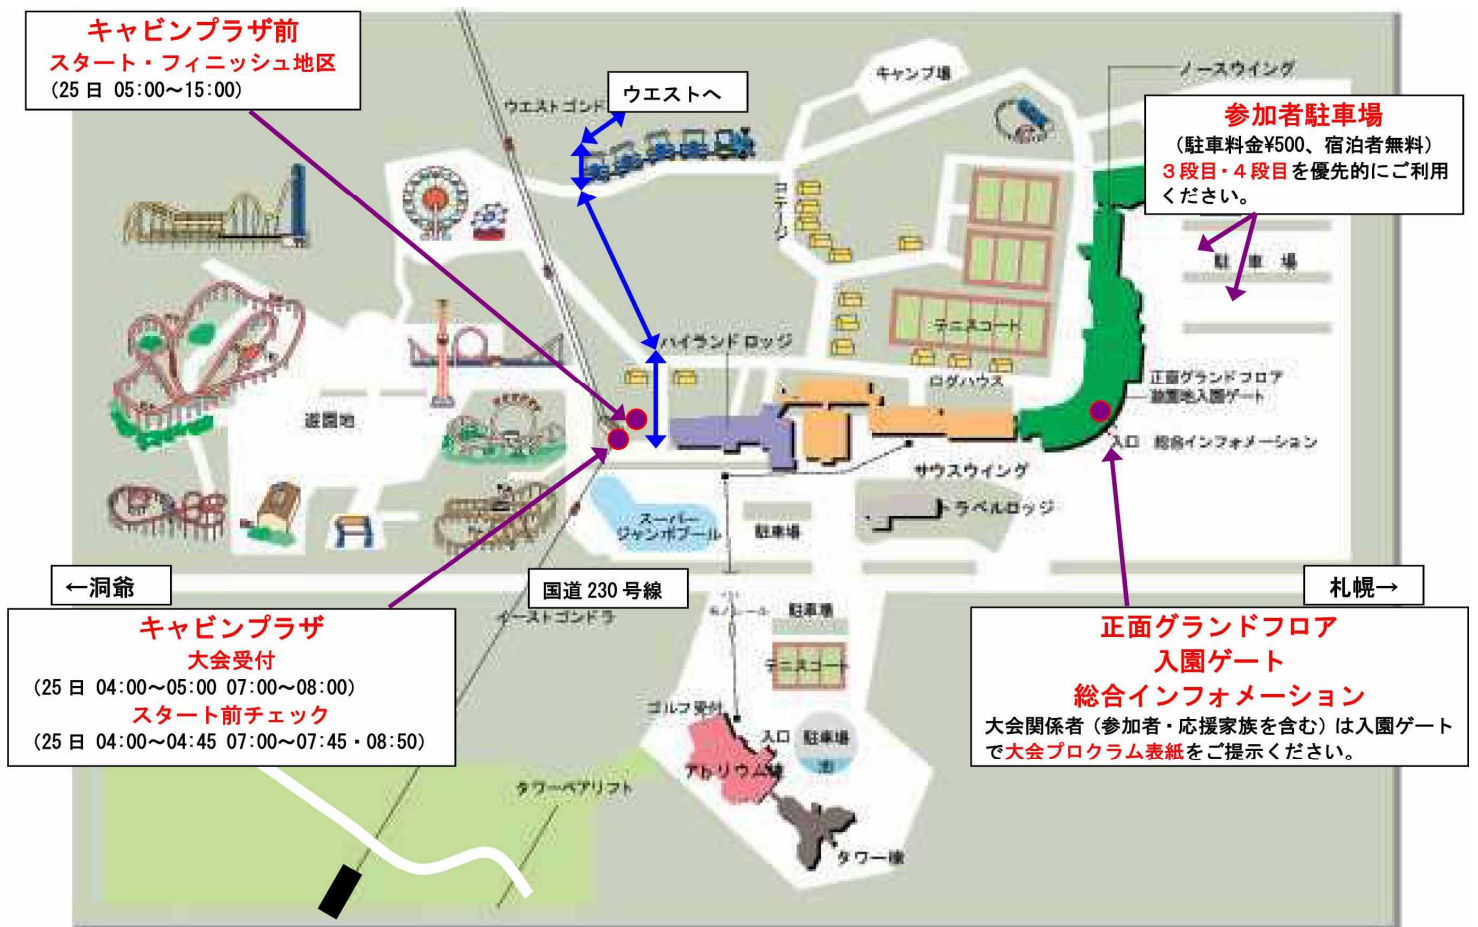 キャビンプラザ前
スタート・フィニッシュ地区
（25日 05:00～15:00）
ウエストゴンド
ウエストへ
キャンプ場
ノースウイング
参加者駐車場
（駐車料金¥500、宿泊者無料）
３段目・４段目を優先的にご利用
ください。
コテージ
駐車場
テニスコート
ハイランドロッジ
ログハウス
正面グランドフロア
遊園地入園ゲート
入口 総合インフォメーション
遊園地
サウスウイング
トラベルロッジ
スーパー
ジャンボプール
駐車場
←洞爺
国道230号線
札幌→
イーストゴンドラ
モノレール
駐車場
テニスコート
キャビンプラザ
大会受付
（25日 04:00～05:00 07:00～08:00）
スタート前チェック
（25日 04:00～04:45 07:00～07:45・08:50）
正面グランドフロア
入園ゲート
総合インフォメーション
大会関係者（参加者・応援家族を含む）は入園ゲート
で大会プロクラム表紙をご提示ください。
ゴルフ受付
入口
駐車場
池
アトリウム棟
タワーペアリフト
タワー棟